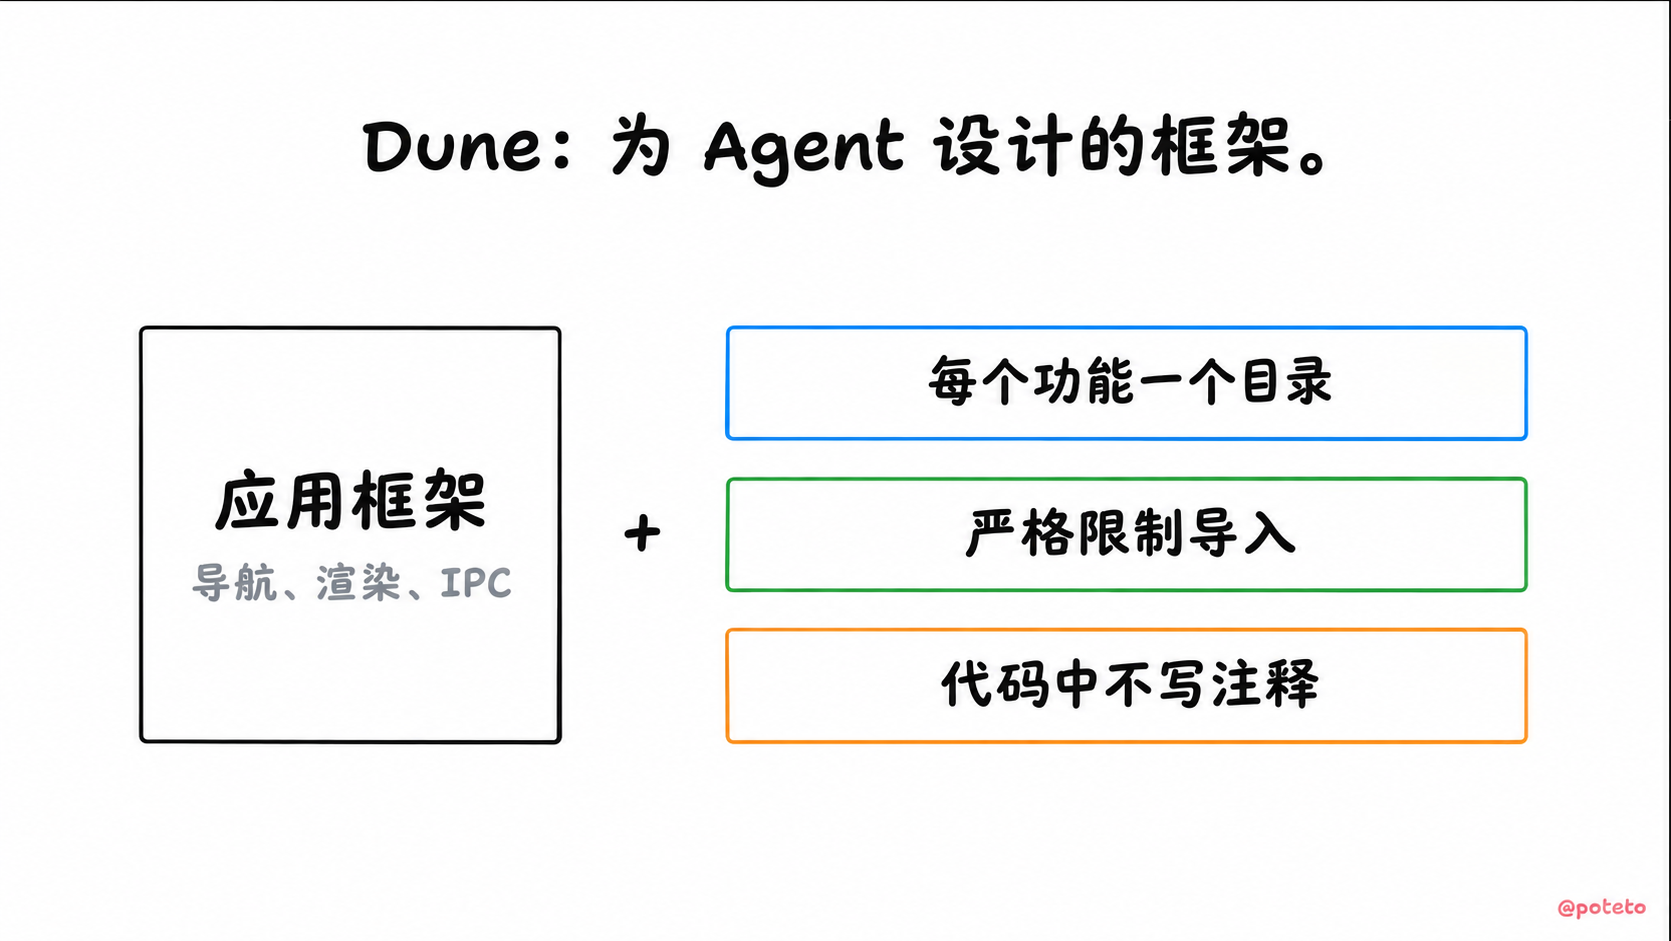 Dune：为 Agent 设计的框架。
应用框架
导航、渲染、IPC
+
每个功能一个目录
严格限制导入
代码中不写注释
@poteto